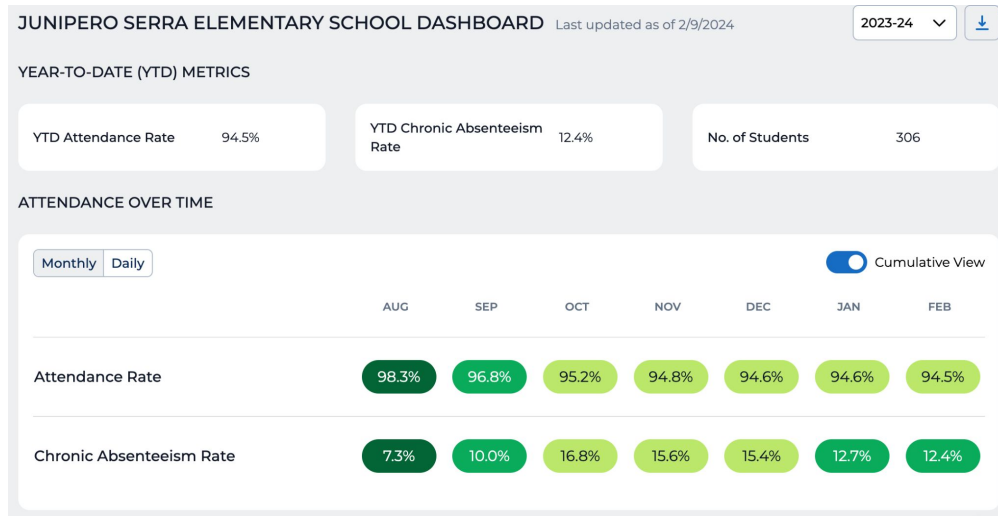 JUNIPERO SERRA ELEMENTARY SCHOOL DASHBOARD Last updated as of 2/9/2024 2023-24
YEAR-TO-DATE (YTD) METRICS
YTD Attendance Rate 94.5%
YTD Chronic Absenteeism
Rate 12.4%
No. of Students 306
ATTENDANCE OVER TIME
Monthly Daily Cumulative View
AUG SEP OCT NOV DEC JAN FEB
Attendance Rate 98.3% 96.8% 95.2% 94.8% 94.6% 94.6% 94.5%
Chronic Absenteeism Rate 7.3% 10.0% 16.8% 15.6% 15.4% 12.7% 12.4%